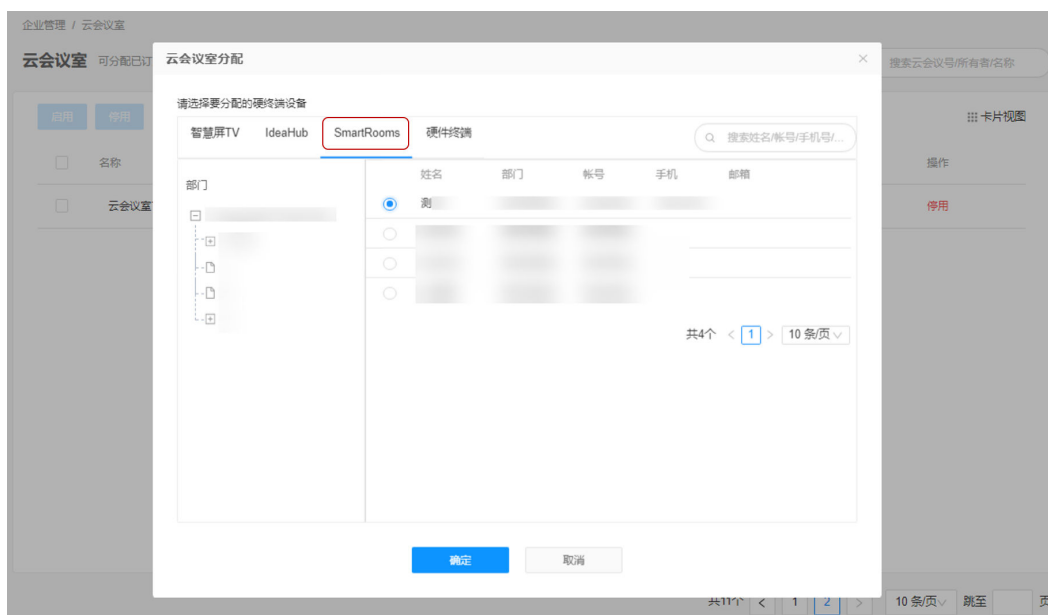 企业管理 / 云会议室
云会议室 可分配已订
搜索云会议号/所有者/名称
启用 停用
卡片视图
名称 操作
云会议室 停用
云会议室分配
请选择要分配的硬终端设备
智慧屏TV IdeaHub SmartRooms 硬件终端
搜索姓名/帐号/手机号/...
部门
姓名 部门 帐号 手机 邮箱
测
共4个 < 1 > 10 条/页
确定 取消
共11个 < 1 2 > 10 条/页 跳至 页